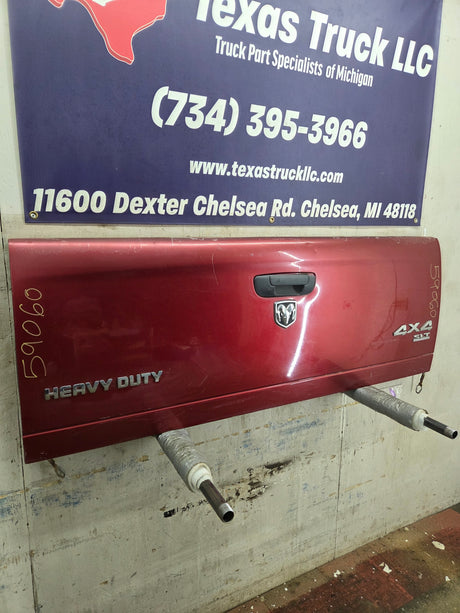 Texas Truck LLC
Truck Part Specialists of Michigan
(734) 395-3966
www.texastruckllc.com
11600 Dexter Chelsea Rd. Chelsea, MI 48118
59060
59060
4X4
SLT
HEAVY DUTY